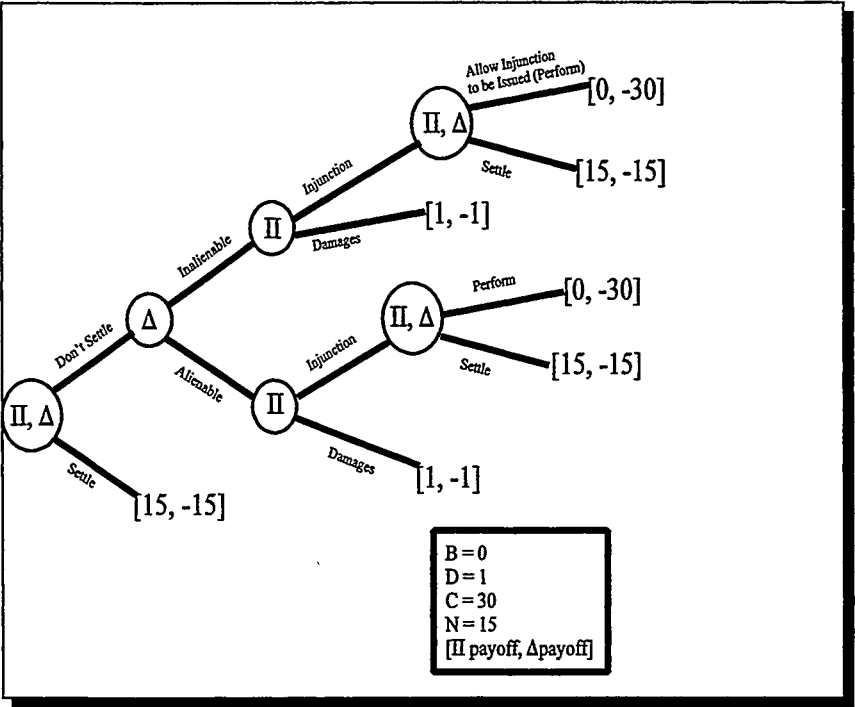 Allow Injunction
to be Issued (Perform)
[0, -30]
II, Δ
Settle
[15, -15]
Injunction
II
Damages
[1, -1]
Inalienable
Δ
Don't Settle
Perform
[0, -30]
II, Δ
Settle
[15, -15]
Injunction
Alienable
II
Damages
[1, -1]
II, Δ
Settle
[15, -15]
B = 0
D = 1
C = 30
N = 15
[II payoff, Δpayoff]